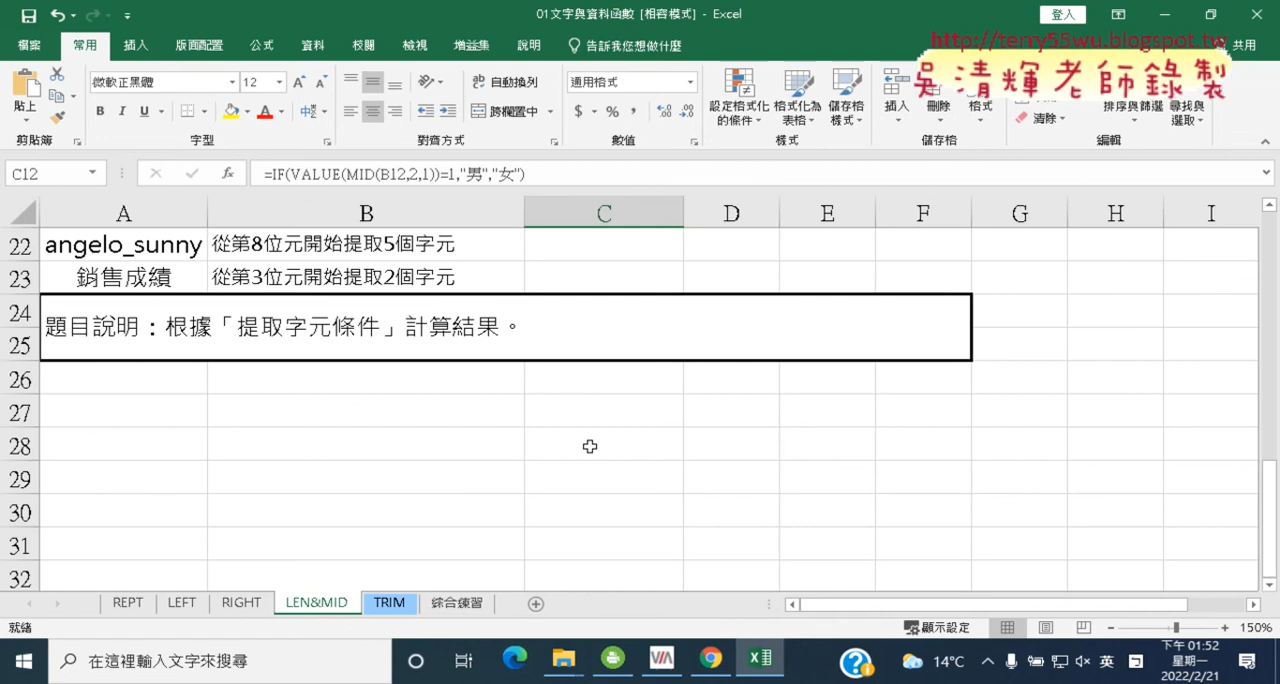 01文字與資料函數 [相容模式] - Excel
登入
http://terry55wu.blogspot.tw
吳清輝老師錄製
檔案 常用 插入 版面配置 公式 資料 校閱 檢視 增益集 說明 告訴我您想做什麼 共用
貼上 微軟正黑體 12 自動換列 通用格式
B I U 跨欄置中 $ % 設定格式化的條件 格式化為表格 儲存格樣式 插入 刪除 格式 清除 排序與篩選 尋找與選取
剪貼簿 字型 對齊方式 數值 樣式 儲存格 編輯
C12 fx =IF(VALUE(MID(B12,2,1))=1,"男","女")
A B C D E F G H I
22 angelo_sunny 從第8位元開始提取5個字元
23 銷售成績 從第3位元開始提取2個字元
24
題目說明：根據「提取字元條件」計算結果。
25
26
27
28
29
30
31
32
REPT LEFT RIGHT LEN&MID TRIM 綜合練習
就緒 顯示設定 150%
在這裡輸入文字來搜尋 14°C 英 下午 01:52
星期一
2022/2/21